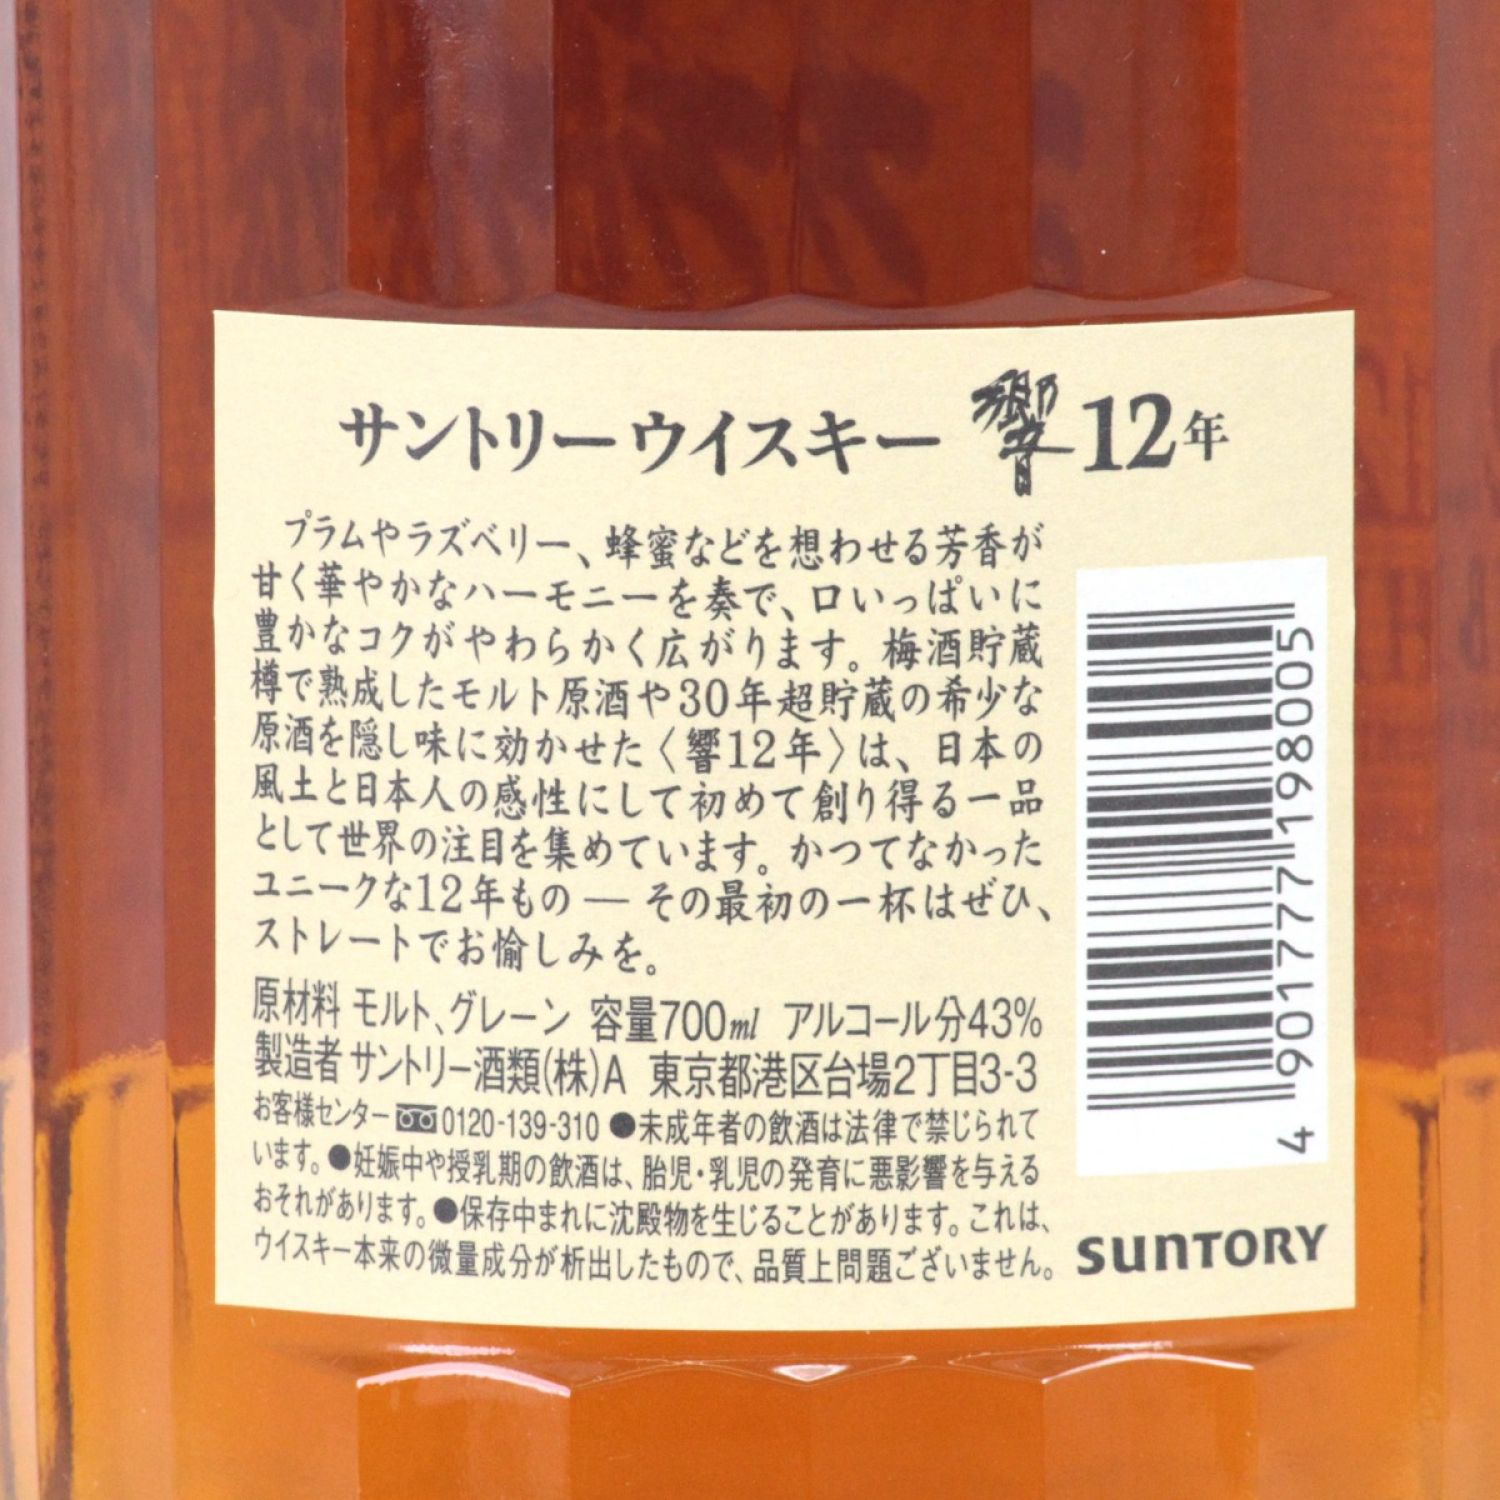 サントリーウイスキー 響 12年
プラムやラズベリー、蜂蜜などを想わせる芳香が
甘く華やかなハーモニーを奏で、口いっぱいに
豊かなコクがやわらかく広がります。梅酒貯蔵
樽で熟成したモルト原酒や30年超貯蔵の希少な
原酒を隠し味に効かせた〈響12年〉は、日本の
風土と日本人の感性にして初めて創り得る一品
として世界の注目を集めています。かつてなかった
ユニークな12年もの ― その最初の一杯はぜひ、
ストレートでお愉しみを。
原材料 モルト、グレーン 容量700ml アルコール分43%
製造者 サントリー酒類(株)A 東京都港区台場2丁目3-3
お客様センター 0120-139-310 ●未成年者の飲酒は法律で禁じられて
います。●妊娠中や授乳期の飲酒は、胎児・乳児の発育に悪影響を与える
おそれがあります。●保存中まれに沈殿物を生じることがあります。これは、
ウイスキー本来の微量成分が析出したもので、品質上問題ございません。
4 901777 198005
SUNTORY